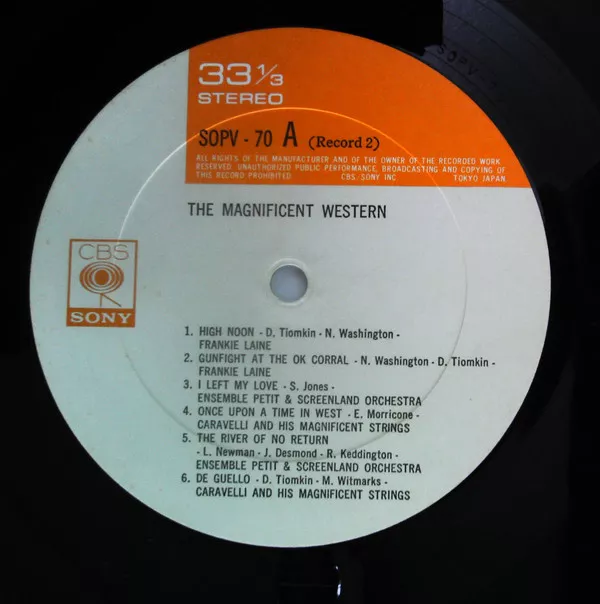 33 1/3
STEREO
SOPV - 70 A (Record 2)
ALL RIGHTS OF THE MANUFACTURER AND OF THE OWNER OF THE RECORDED WORK
RESERVED. UNAUTHORIZED PUBLIC PERFORMANCE, BROADCASTING AND COPYING OF
THIS RECORD PROHIBITED CBS/SONY INC. TOKYO JAPAN
THE MAGNIFICENT WESTERN
CBS
SONY
1. HIGH NOON - D. Tiomkin - N. Washington -
FRANKIE LAINE
2. GUNFIGHT AT THE OK CORRAL - N. Washington - D. Tiomkin -
FRANKIE LAINE
3. I LEFT MY LOVE - S. Jones -
ENSEMBLE PETIT & SCREENLAND ORCHESTRA
4. ONCE UPON A TIME IN WEST - E. Morricone -
CARAVELLI AND HIS MAGNIFICENT STRINGS
5. THE RIVER OF NO RETURN
- L. Newman - J. Desmond - R. Keddington -
ENSEMBLE PETIT & SCREENLAND ORCHESTRA
6. DE GUELLO - D. Tiomkin - M. Witmarks -
CARAVELLI AND HIS MAGNIFICENT STRINGS